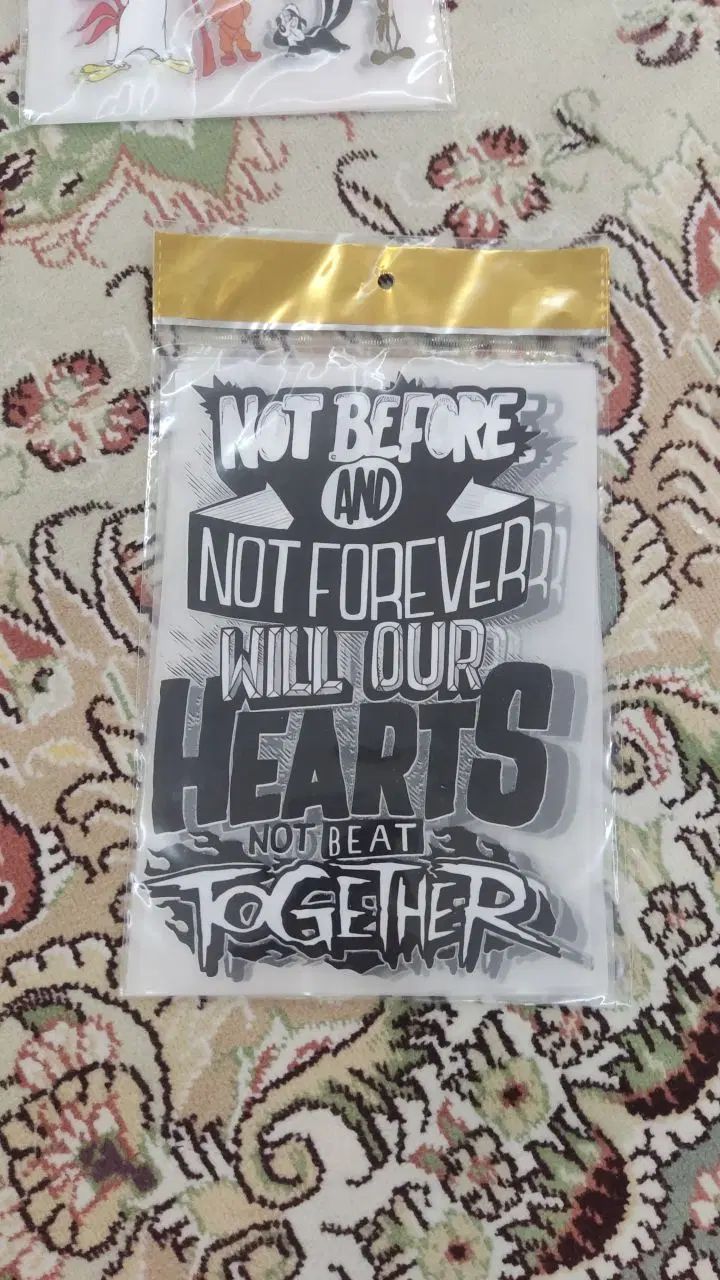 NOT BEFORE
AND
NOT FOREVER
WILL OUR
HEARTS
NOT BEAT
TOGETHER